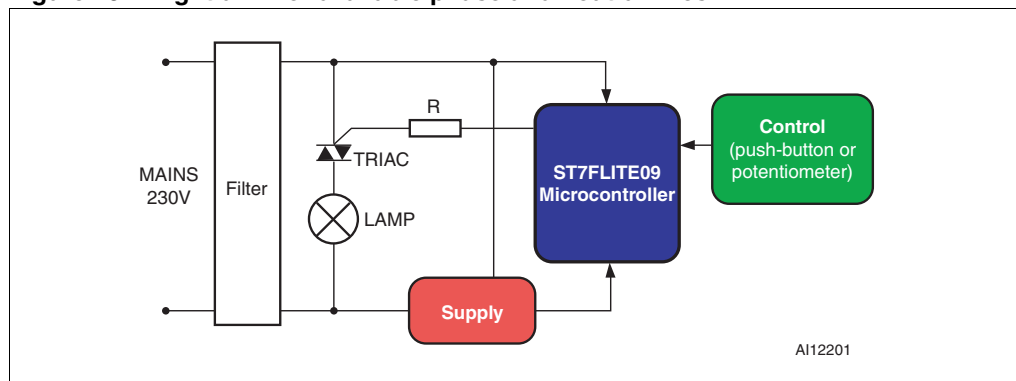 R
TRIAC
MAINS
230V
Filter
LAMP
ST7FLITE09
Microcontroller
Control
(push-button or
potentiometer)
Supply
AI12201